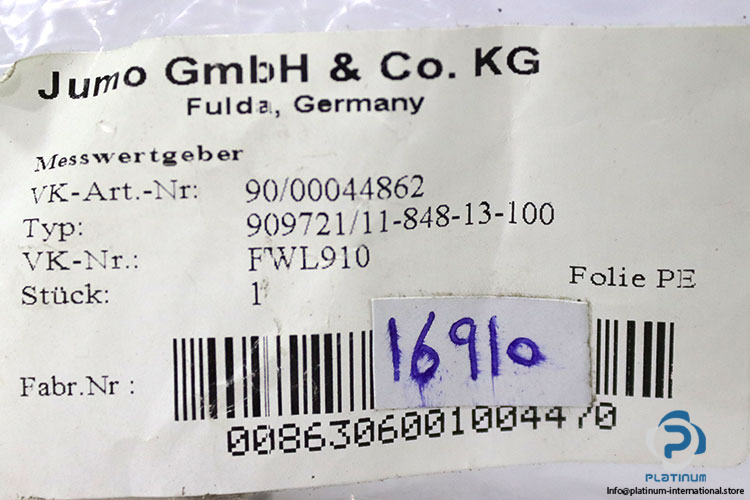 Jumo GmbH & Co. KG
Fulda, Germany
Messwertgeber
VK-Art.-Nr: 90/00044862
Typ: 909721/11-848-13-100
VK-Nr.: FWL910
Stück: 1
Folie PE
16910
Fabr.Nr :
0086306001004470
PLATINUM
Info@platinum-international.store